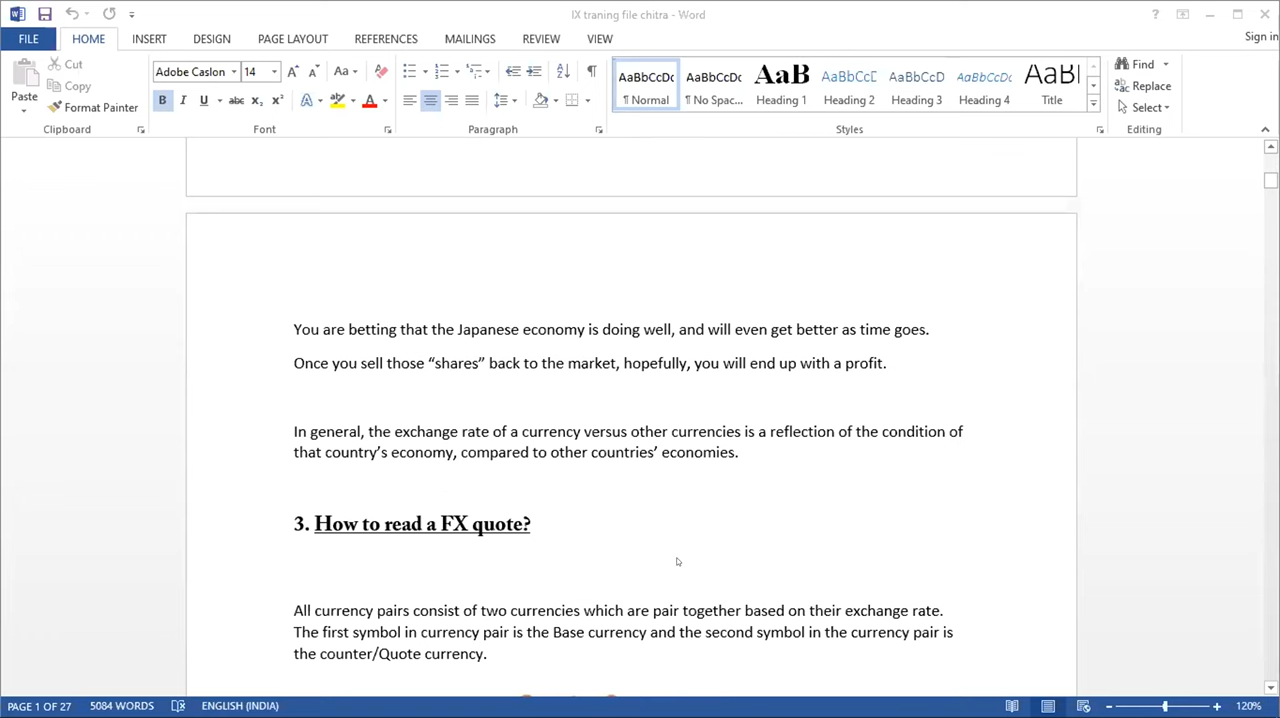 IX traning file chitra - Word
?
FILE HOME INSERT DESIGN PAGE LAYOUT REFERENCES MAILINGS REVIEW VIEW Sign in
Paste
Cut
Copy
Format Painter
Clipboard
Adobe Caslon 14
B I U abc x₂ x²
Font
Paragraph
AaBbCcDc AaBbCcDc AaB AaBbCcD AaBbCcD AaBbCcD AaBl
¶ Normal ¶ No Spac... Heading 1 Heading 2 Heading 3 Heading 4 Title
Styles
Find
Replace
Select
Editing
You are betting that the Japanese economy is doing well, and will even get better as time goes.
Once you sell those “shares” back to the market, hopefully, you will end up with a profit.
In general, the exchange rate of a currency versus other currencies is a reflection of the condition of
that country’s economy, compared to other countries’ economies.
3. How to read a FX quote?
All currency pairs consist of two currencies which are pair together based on their exchange rate.
The first symbol in currency pair is the Base currency and the second symbol in the currency pair is
the counter/Quote currency.
PAGE 1 OF 27 5084 WORDS ENGLISH (INDIA) 120%